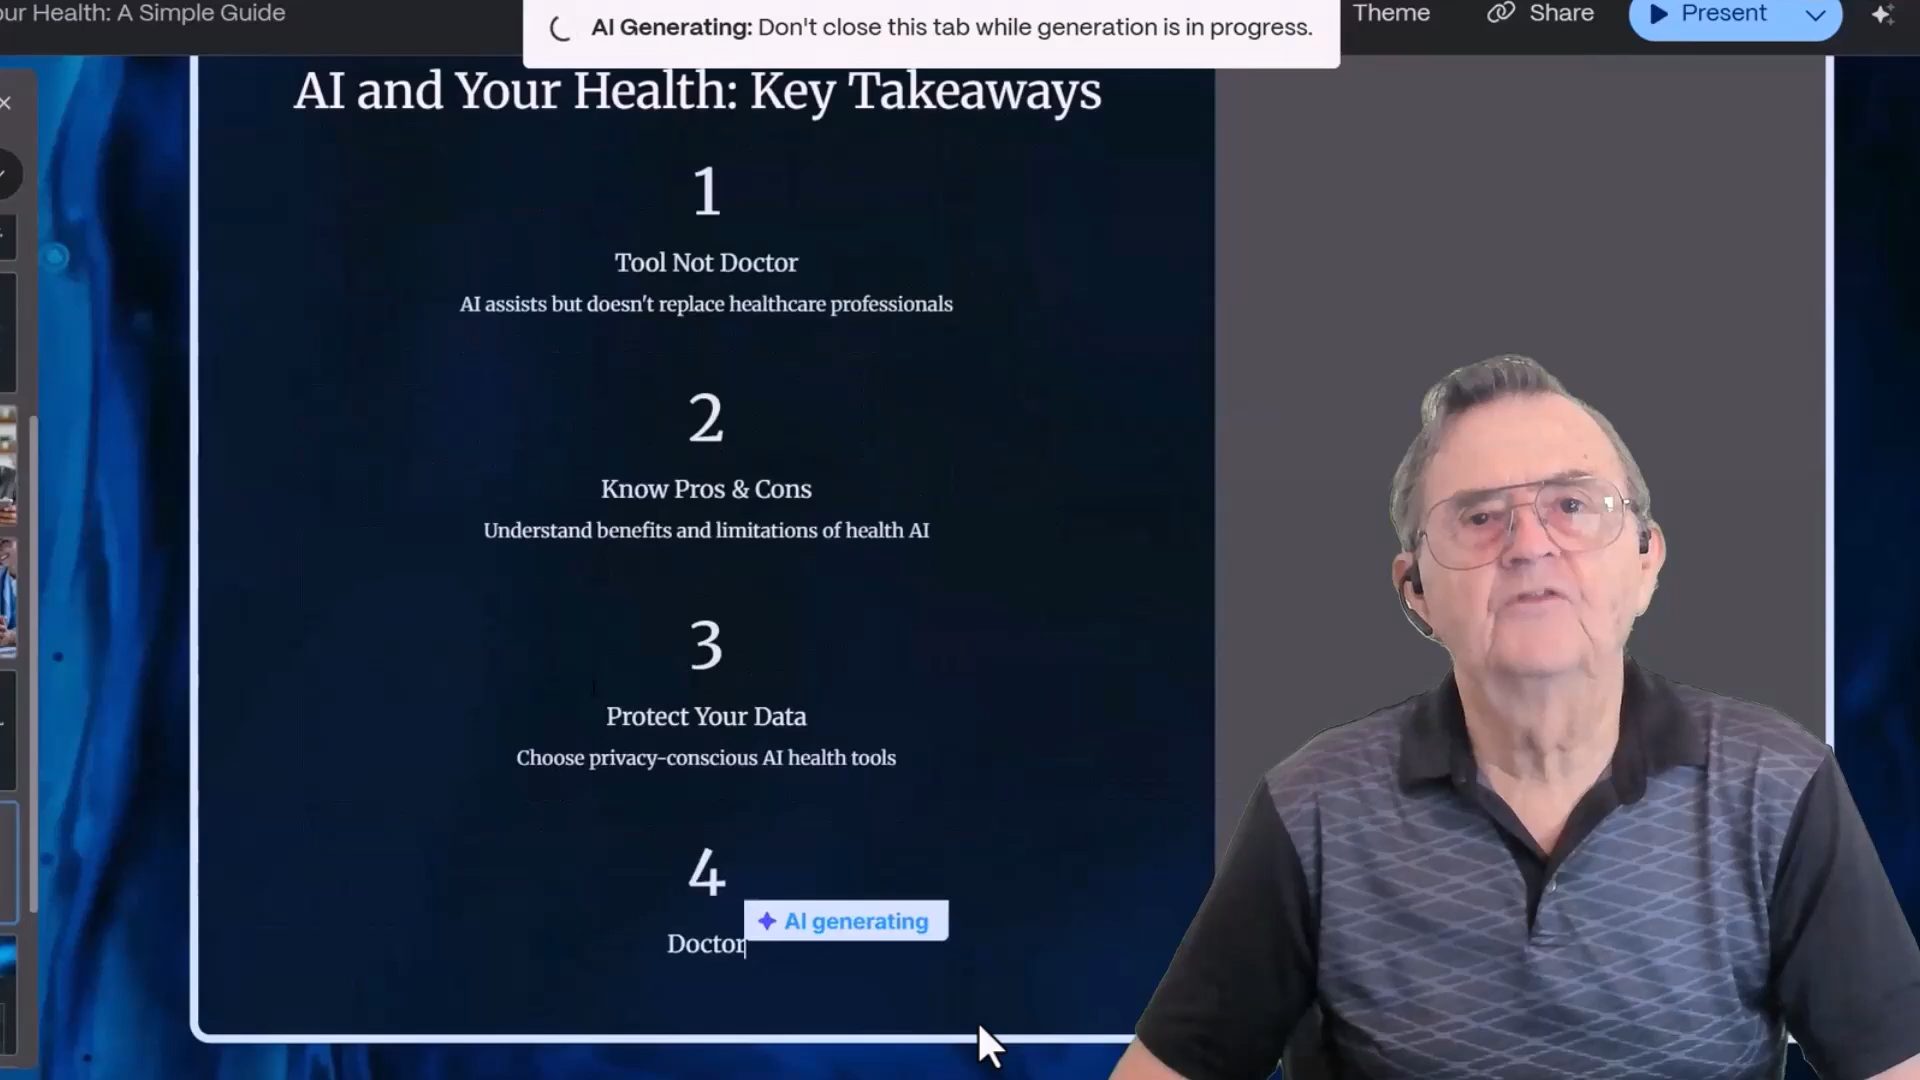 our Health: A Simple Guide
AI Generating: Don't close this tab while generation is in progress.
Theme
Share
Present
AI and Your Health: Key Takeaways
1
Tool Not Doctor
AI assists but doesn't replace healthcare professionals
2
Know Pros & Cons
Understand benefits and limitations of health AI
3
Protect Your Data
Choose privacy-conscious AI health tools
4
AI generating
Doctor